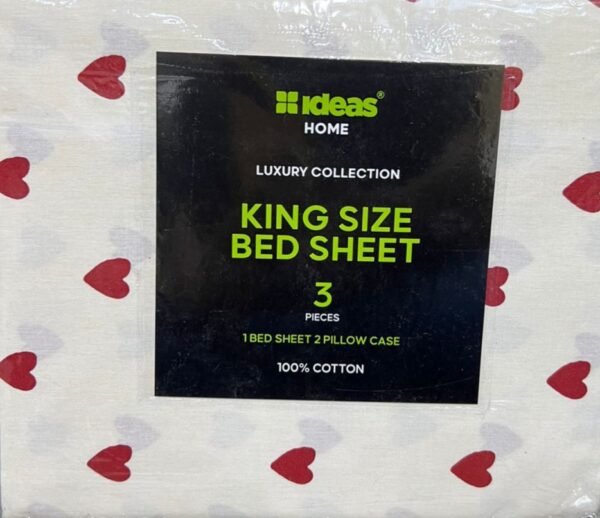 ideas®
HOME
LUXURY COLLECTION
KING SIZE
BED SHEET
3
PIECES
1 BED SHEET 2 PILLOW CASE
100% COTTON